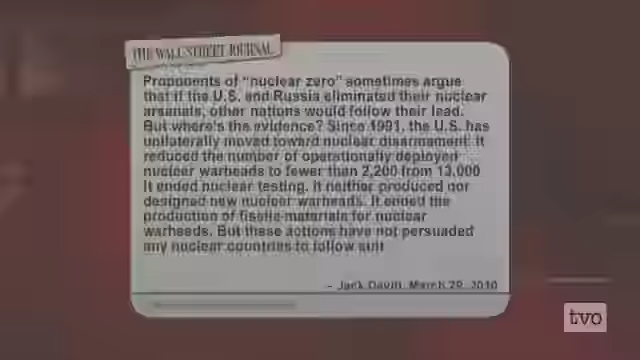 THE WALL STREET JOURNAL
Proponents of "nuclear zero" sometimes argue
that if the U.S. and Russia eliminated their nuclear
arsenals, other nations would follow their lead.
But where's the evidence? Since 1991, the U.S. has
unilaterally moved toward nuclear disarmament. It
reduced the number of operationally deployed
nuclear warheads to fewer than 2,200 from 13,000
It ended nuclear testing. It neither produced nor
designed new nuclear warheads. It ended the
production of fissile materials for nuclear
warheads. But these actions have not persuaded
any nuclear countries to follow suit
- Jack David, March 29, 2010
tvo